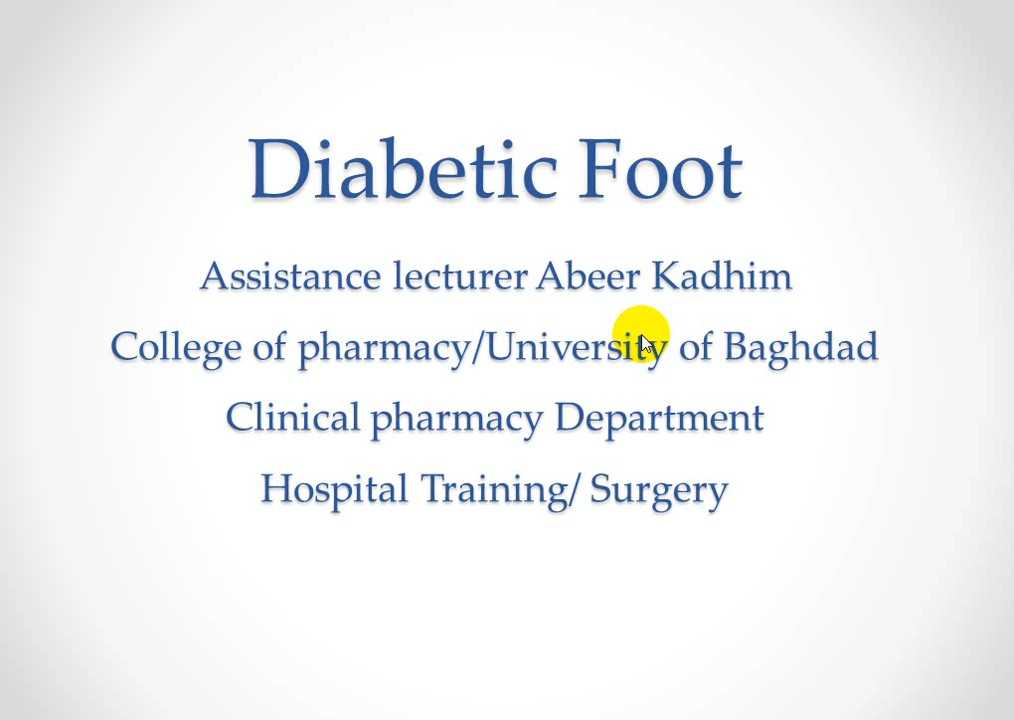 Diabetic Foot
Assistance lecturer Abeer Kadhim
College of pharmacy/University of Baghdad
Clinical pharmacy Department
Hospital Training/ Surgery